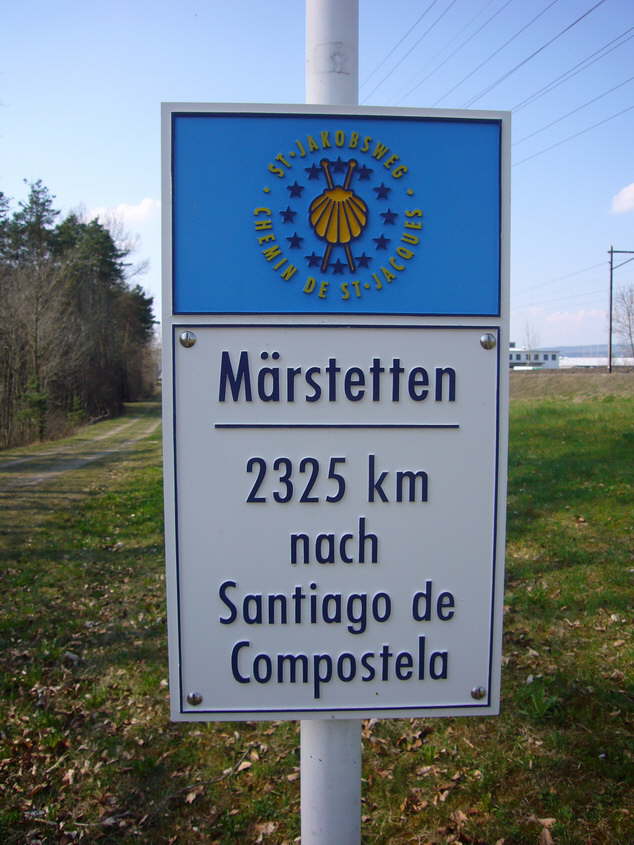 ST·JAKOBSWEG
CHEMIN DE ST·JACQUES
Märstetten
2325 km
nach
Santiago de
Compostela